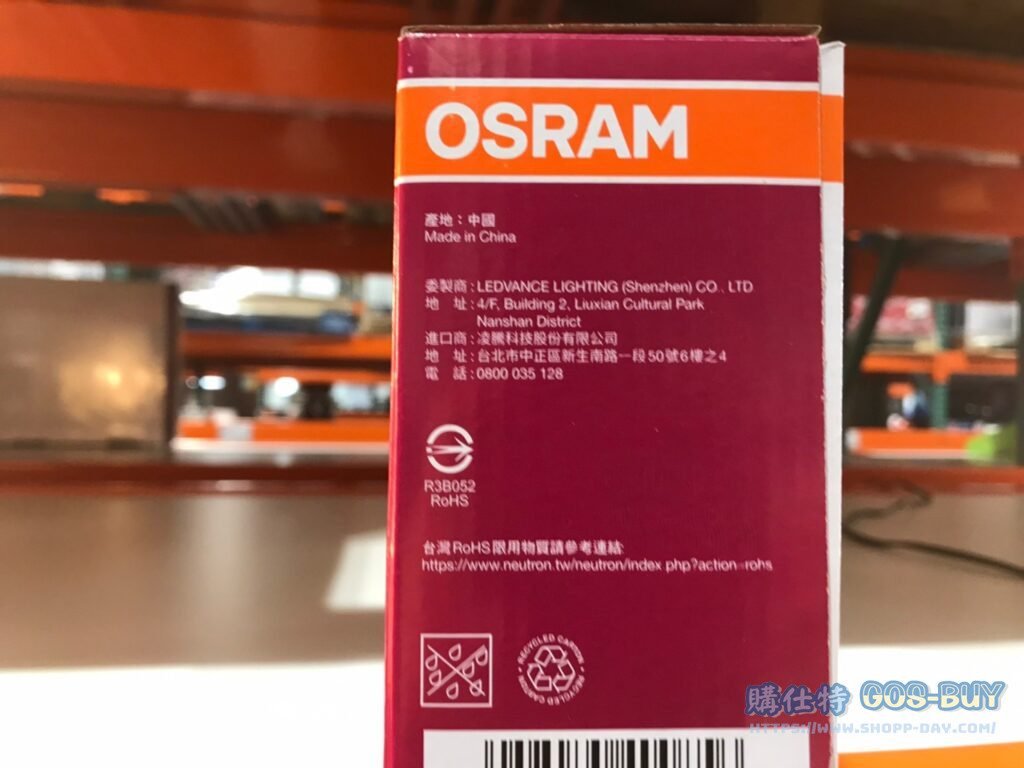 OSRAM
產地：中國
Made in China
委製商：LEDVANCE LIGHTING (Shenzhen) CO., LTD
地　址：4/F, Building 2, Liuxian Cultural Park
Nanshan District
進口商：凌騰科技股份有限公司
地　址：台北市中正區新生南路一段50號6樓之4
電　話：0800 035 128
R3B052
RoHS
台灣RoHS限用物質請參考連結:
https://www.neutron.tw/neutron/index.php?action=rohs
RECYCLED CARTON • RECYCLED CARTON •
購仕特 GOS-BUY
HTTPS://WWW.SHOPP-DAY.COM/